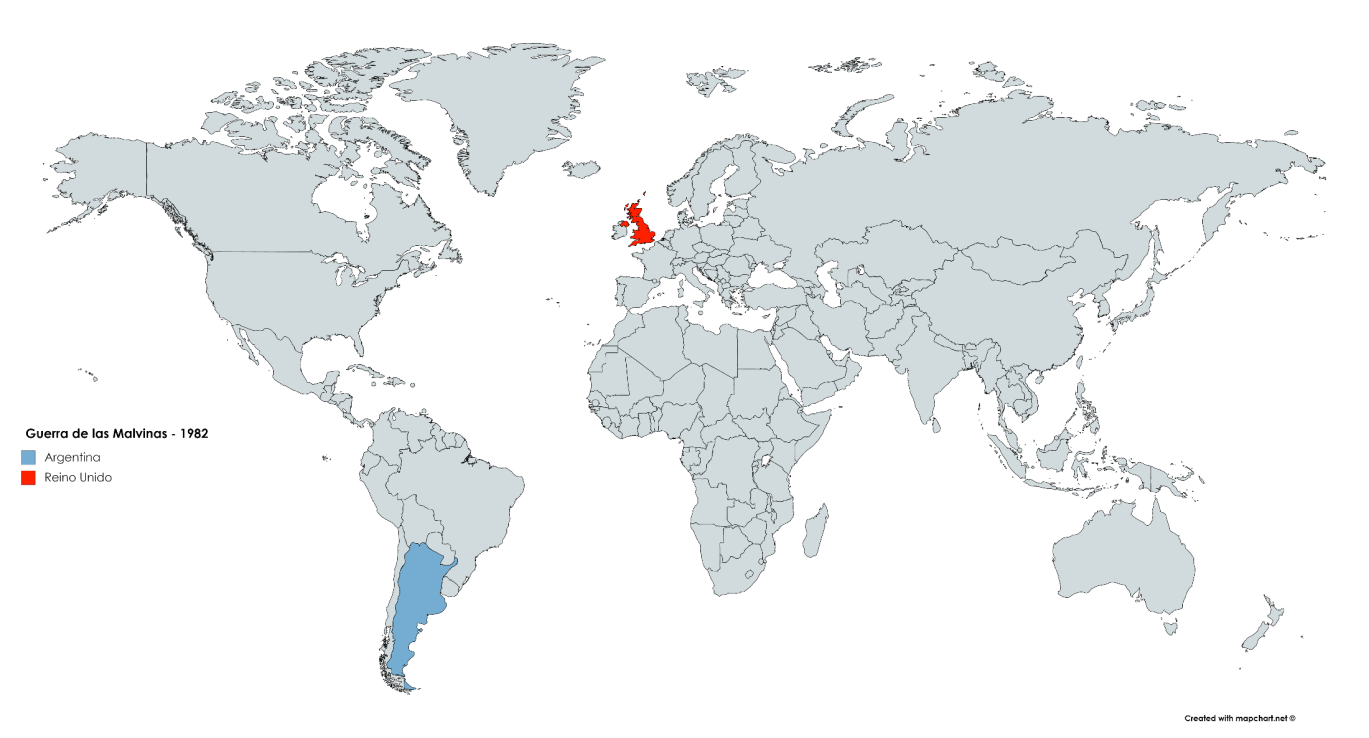 Guerra de las Malvinas - 1982
Argentina
Reino Unido
Created with mapchart.net ©